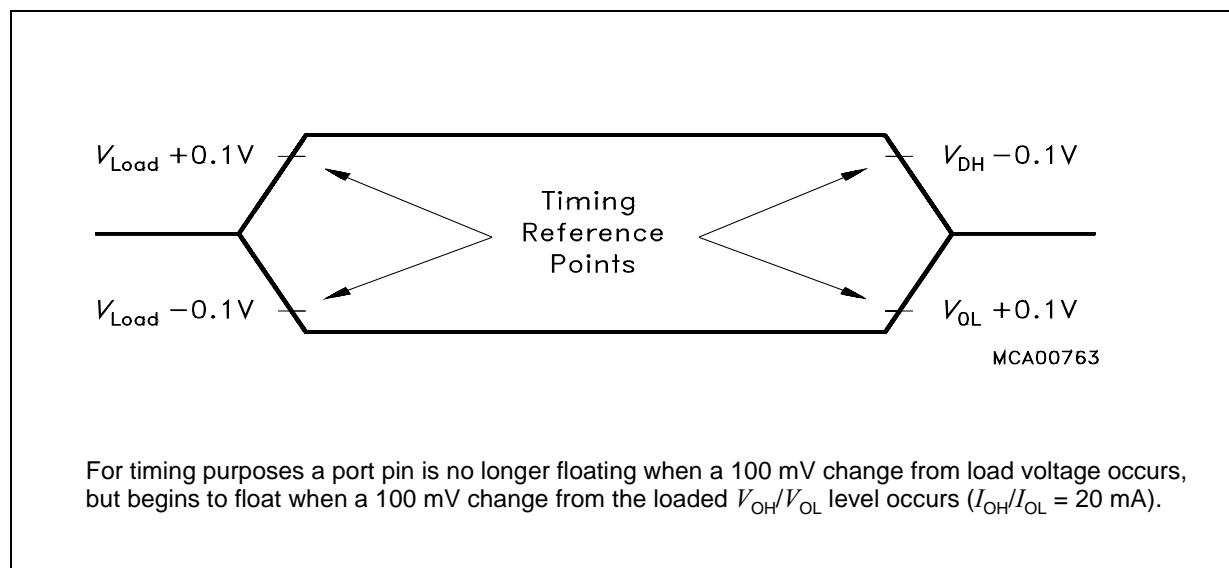 V_Load +0.1V
V_DH −0.1V
Timing
Reference
Points
V_Load −0.1V
V_OL +0.1V
MCA00763
For timing purposes a port pin is no longer floating when a 100 mV change from load voltage occurs,
but begins to float when a 100 mV change from the loaded V_OH/V_OL level occurs (I_OH/I_OL = 20 mA).